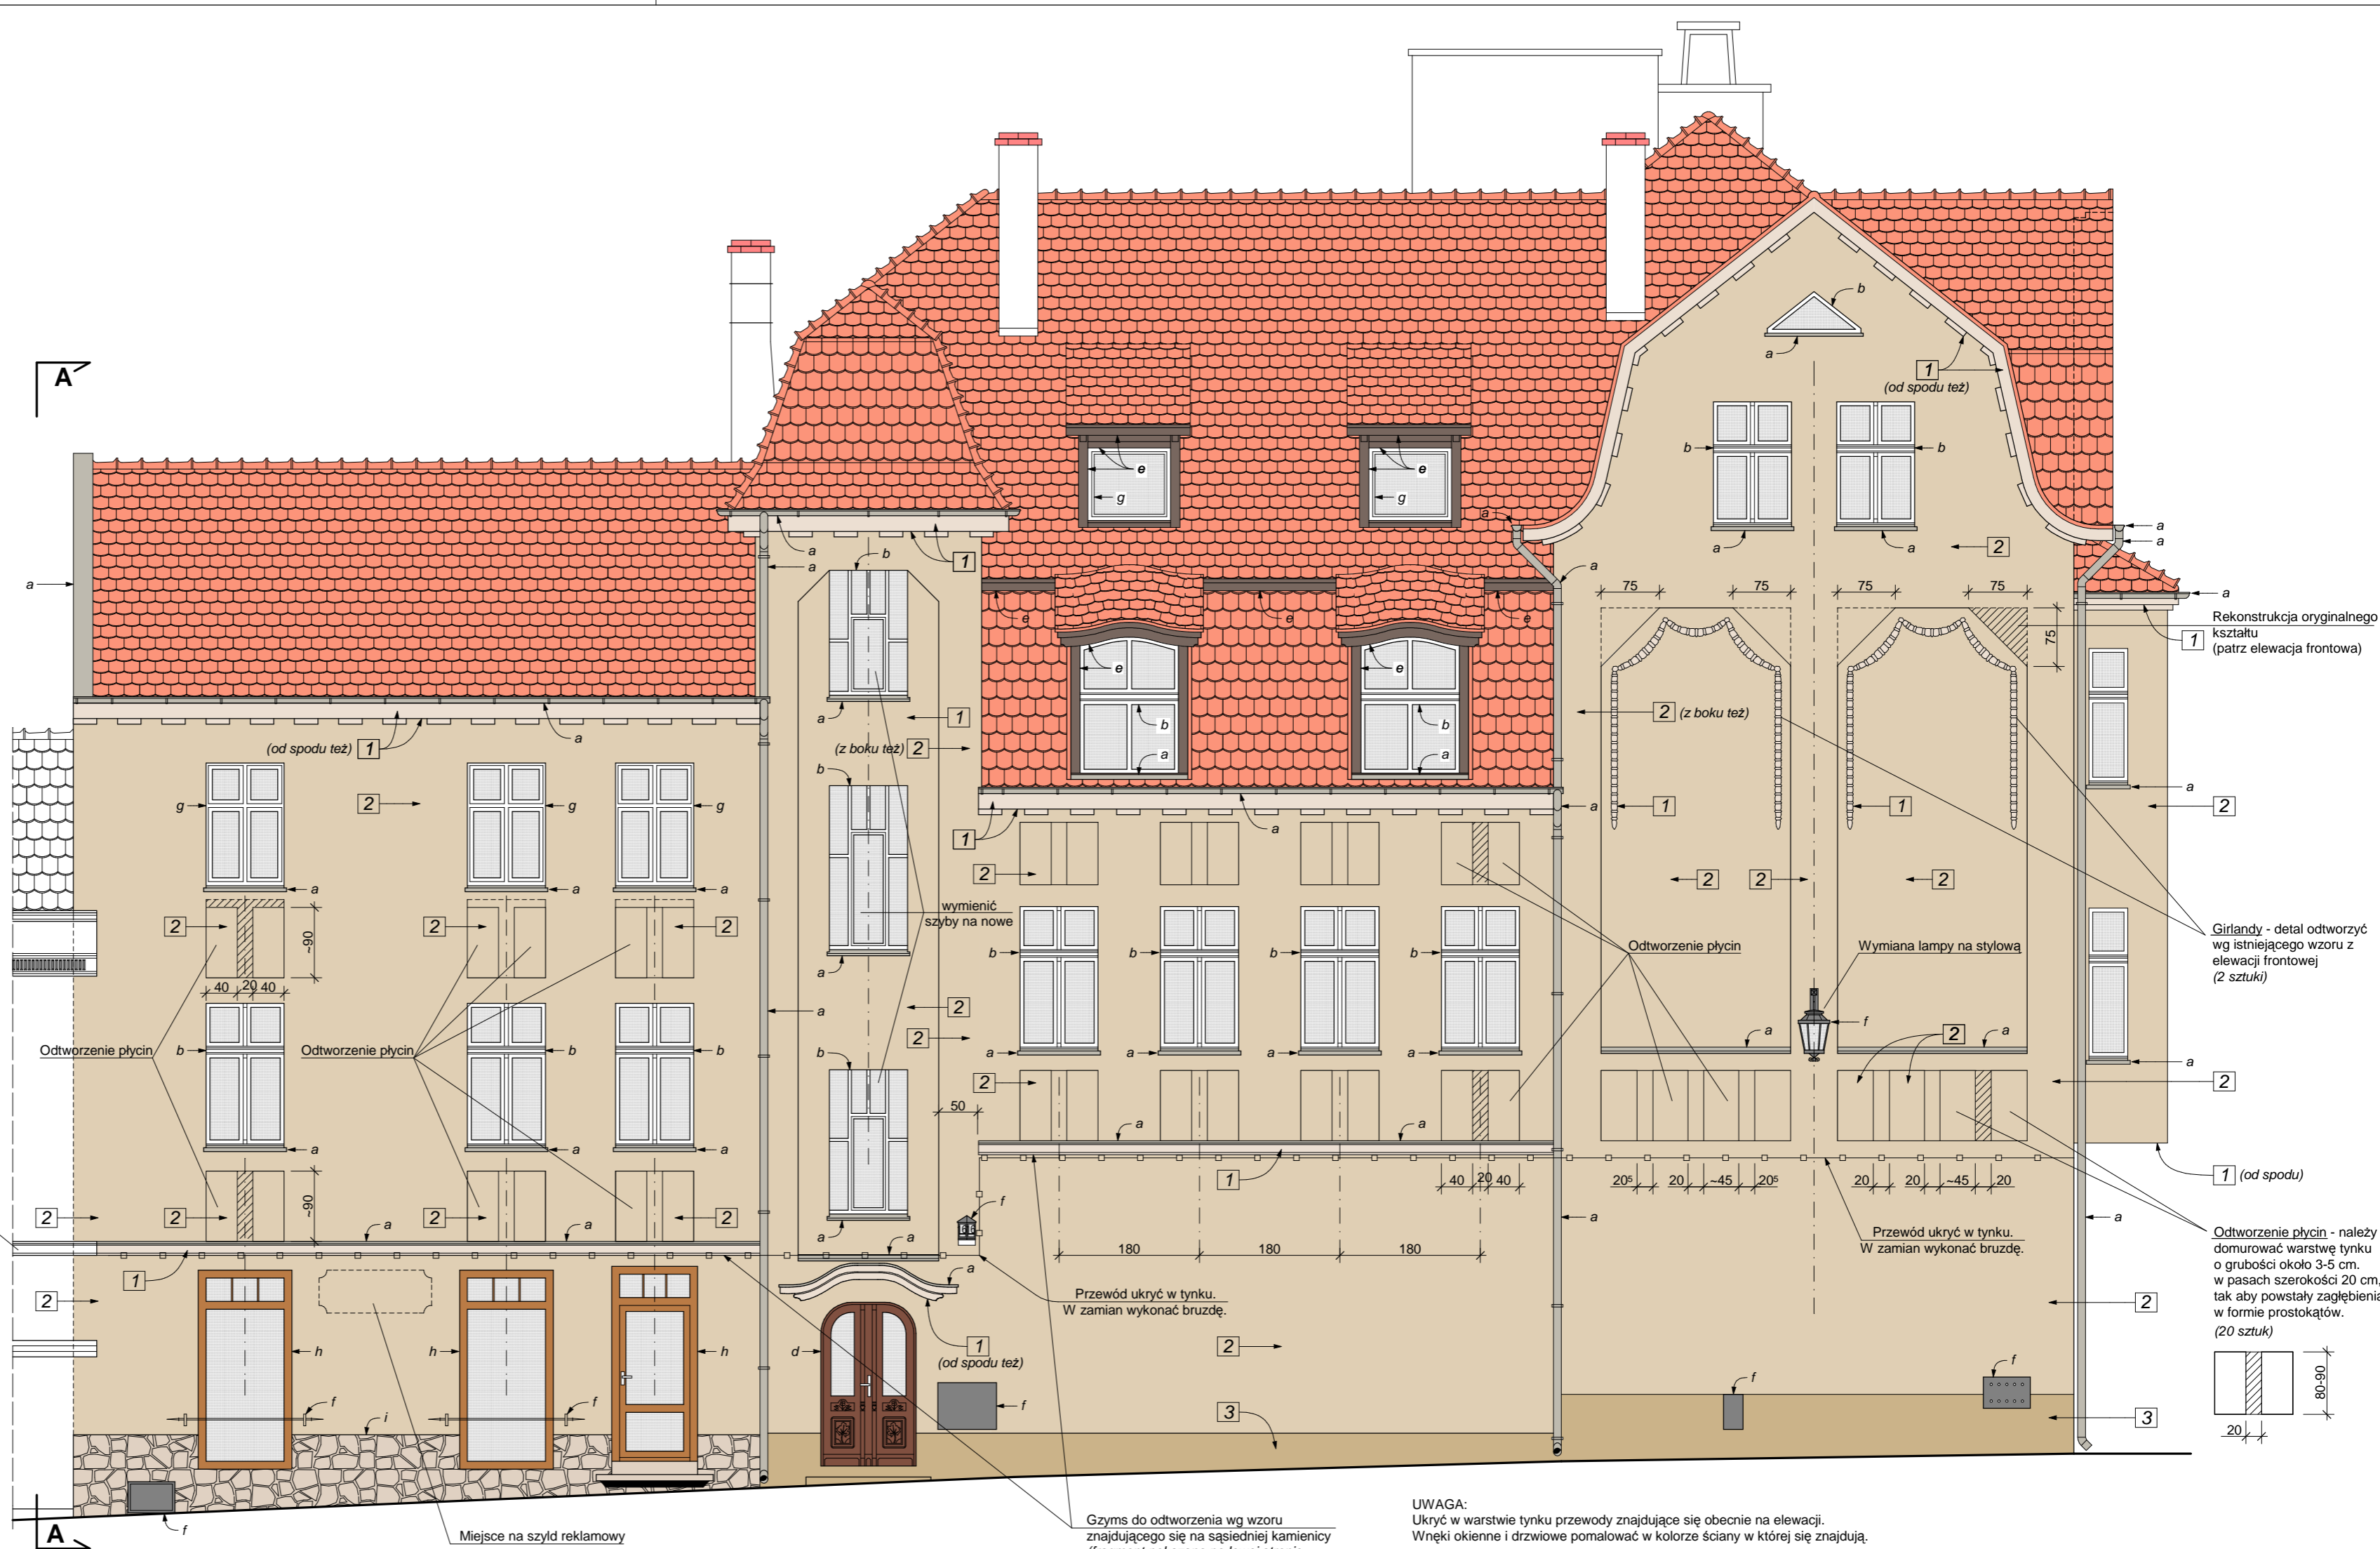 A
a
a
b
a
1
(od spodu też)
b
b
a
a
2
e
g
e
g
a
a
a
a
a
b
1
e
e
e
a
75
75
75
75
75
a
Rekonstrukcja oryginalnego
kształtu
(patrz elewacja frontowa)
1
e
e
b
b
a
a
a
1
(z boku też) 2
2 (z boku też)
(od spodu też) 1
a
b
g
2
g
g
1
a
a
1
1
a
2
a
a
a
2
2
2
2
2
2
2
2
~90
wymienić
szyby na nowe
Odtworzenie płycin
Wymiana lampy na stylową
Girlandy - detal odtworzyć
wg istniejącego wzoru z
elewacji frontowej
(2 sztuki)
b
b
b
b
a
40
20
40
2
2
a
f
Odtworzenie płycin
b
Odtworzenie płycin
b
b
b
a
a
a
a
a
2
a
a
2
2
50
a
a
a
a
a
1
1 (od spodu)
40
20
40
20⁵
20
~45
20⁵
20
20
~45
20
2
2
~90
2
2
a
a
a
a
f
66
180
180
180
a
a
Przewód ukryć w tynku.
W zamian wykonać bruzdę.
Odtworzenie płycin - należy
domurować warstwę tynku
o grubości około 3-5 cm.
w pasach szerokości 20 cm,
tak aby powstały zagłębienia
w formie prostokątów.
(20 sztuk)
1
2
a
Przewód ukryć w tynku.
W zamian wykonać bruzdę.
2
h
h
h
d
1
(od spodu też)
2
f
f
i
f
3
f
f
3
80-90
20
A
f
Miejsce na szyld reklamowy
Gzyms do odtworzenia wg wzoru
znajdującego się na sąsiedniej kamienicy
UWAGA:
Ukryć w warstwie tynku przewody znajdujące się obecnie na elewacji.
Wnęki okienne i drzwiowe pomalować w kolorze ściany w której się znajdują.